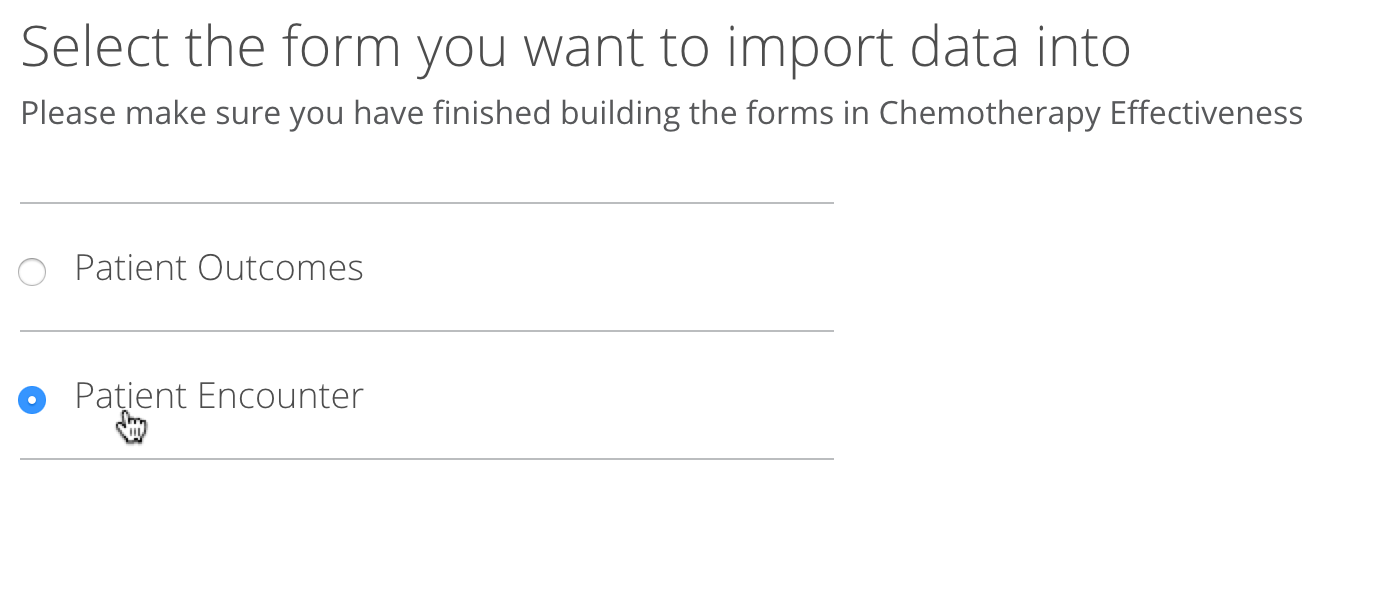 Select the form you want to import data into
Please make sure you have finished building the forms in Chemotherapy Effectiveness
Patient Outcomes
Patient Encounter